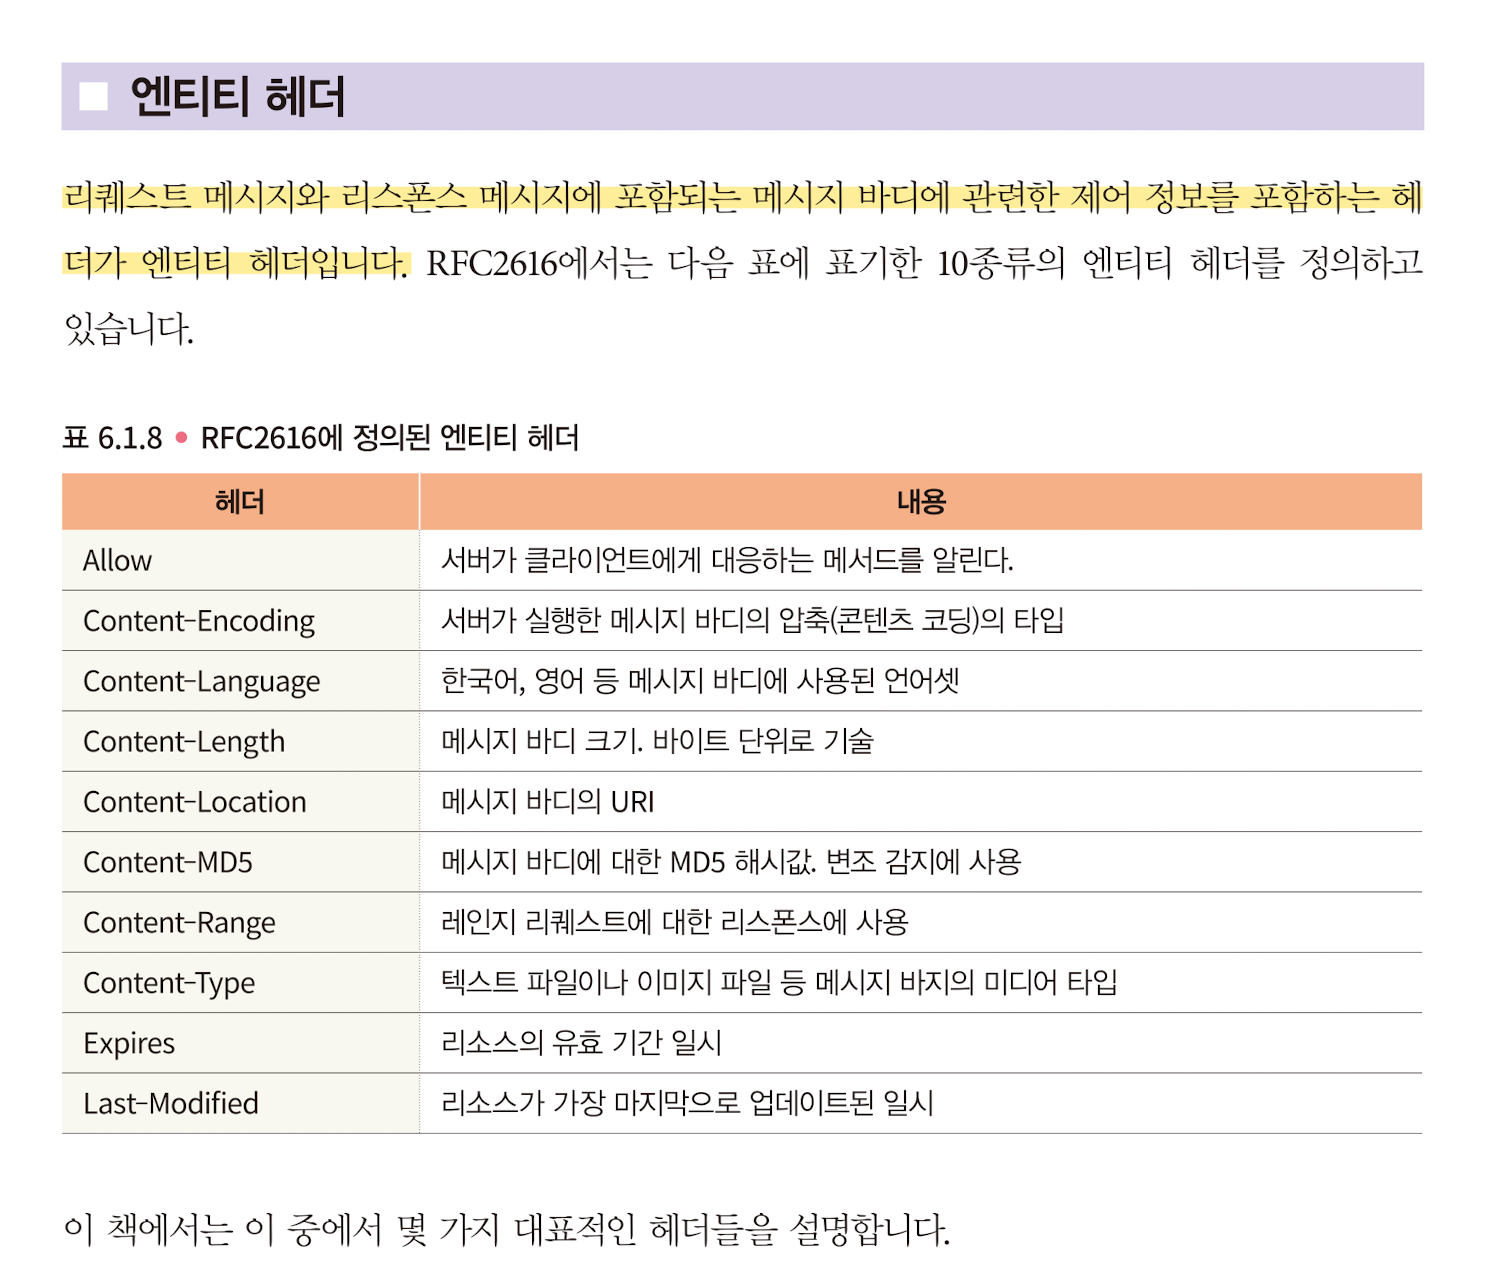 엔티티 헤더
리퀘스트 메시지와 리스폰스 메시지에 포함되는 메시지 바디에 관련한 제어 정보를 포함하는 헤
더가 엔티티 헤더입니다. RFC2616에서는 다음 표에 표기한 10종류의 엔티티 헤더를 정의하고
있습니다.
표 6.1.8 • RFC2616에 정의된 엔티티 헤더
헤더 내용
Allow 서버가 클라이언트에게 대응하는 메서드를 알린다.
Content-Encoding 서버가 실행한 메시지 바디의 압축(콘텐츠 코딩)의 타입
Content-Language 한국어, 영어 등 메시지 바디에 사용된 언어셋
Content-Length 메시지 바디 크기. 바이트 단위로 기술
Content-Location 메시지 바디의 URI
Content-MD5 메시지 바디에 대한 MD5 해시값. 변조 감지에 사용
Content-Range 레인지 리퀘스트에 대한 리스폰스에 사용
Content-Type 텍스트 파일이나 이미지 파일 등 메시지 바지의 미디어 타입
Expires 리소스의 유효 기간 일시
Last-Modified 리소스가 가장 마지막으로 업데이트된 일시
이 책에서는 이 중에서 몇 가지 대표적인 헤더들을 설명합니다.